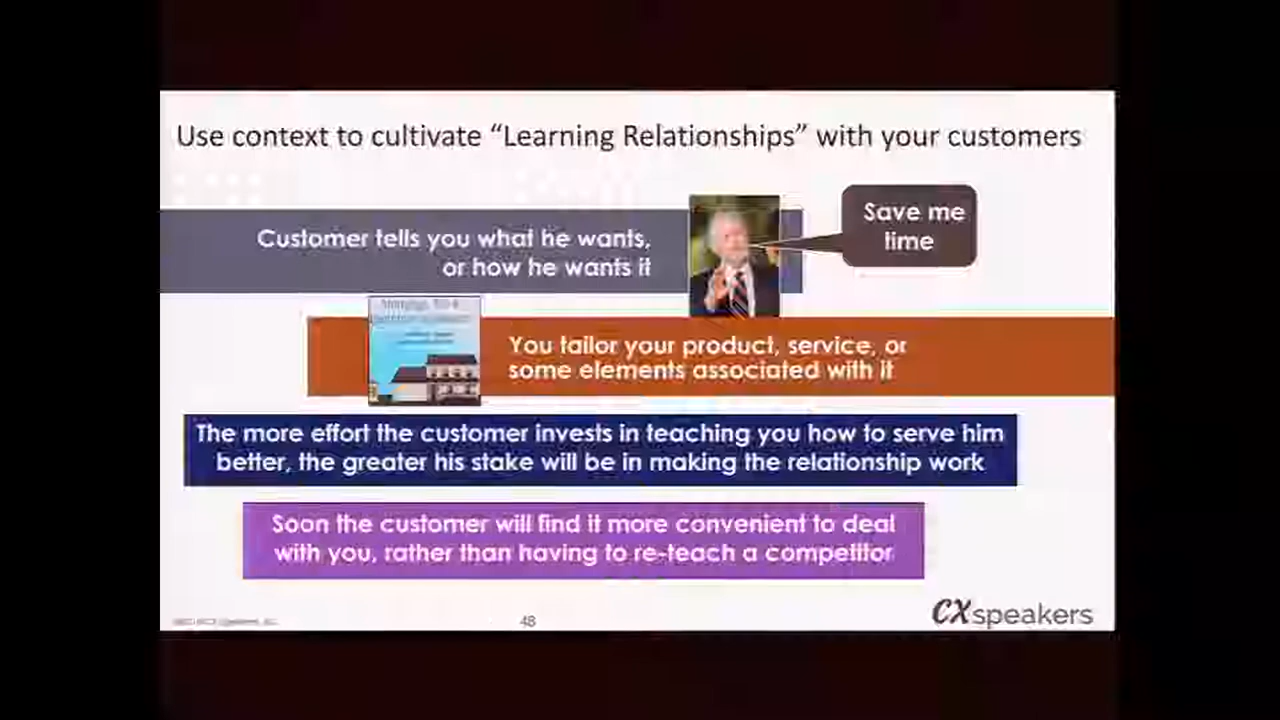 Use context to cultivate “Learning Relationships” with your customers
Save me
time
Customer tells you what he wants,
or how he wants it
You tailor your product, service, or
some elements associated with it
The more effort the customer invests in teaching you how to serve him
better, the greater his stake will be in making the relationship work
Soon the customer will find it more convenient to deal
with you, rather than having to re-teach a competitor
48
CXspeakers